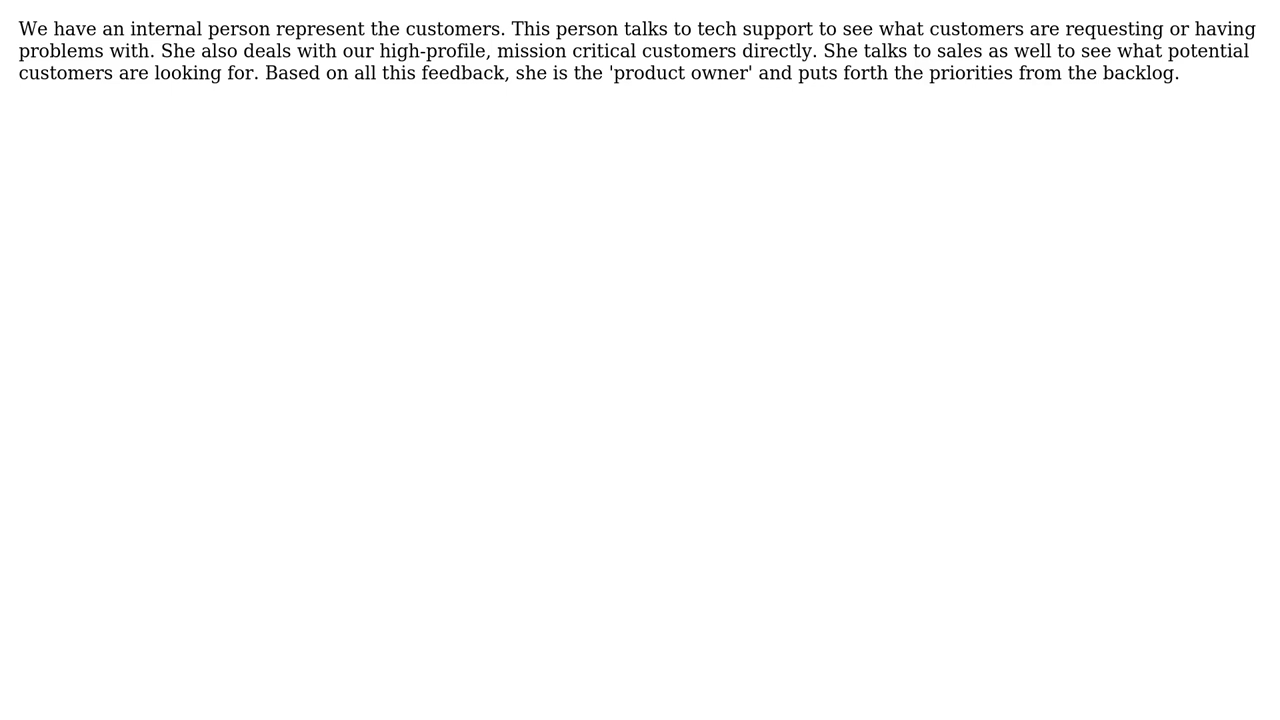 We have an internal person represent the customers. This person talks to tech support to see what customers are requesting or having
problems with. She also deals with our high-profile, mission critical customers directly. She talks to sales as well to see what potential
customers are looking for. Based on all this feedback, she is the 'product owner' and puts forth the priorities from the backlog.